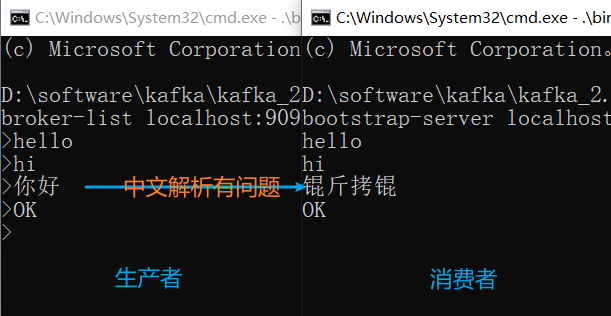 C:\Windows\System32\cmd.exe - .\b
(c) Microsoft Corporation
D:\software\kafka\kafka_2
broker-list localhost:909
>hello
>hi
>你好
>OK
>
生产者
中文解析有问题
C:\Windows\System32\cmd.exe - .\bin
(c) Microsoft Corporation。
D:\software\kafka\kafka_2.
bootstrap-server localhost
hello
hi
锟斤拷锟
OK
消费者